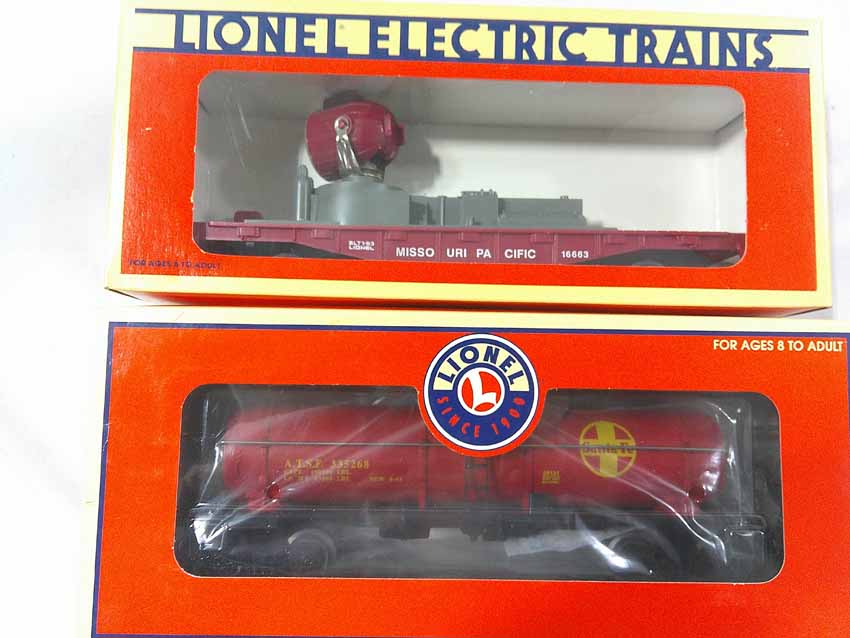 LIONEL ELECTRIC TRAINS
BLT 1-93
LIONEL
MISSO URI PA CIFIC 16663
FOR AGES 8 TO ADULT
FOR AGES 8 TO ADULT
LIONEL
L
SINCE 1900
A.T.S.F. 335268
Santa Fe